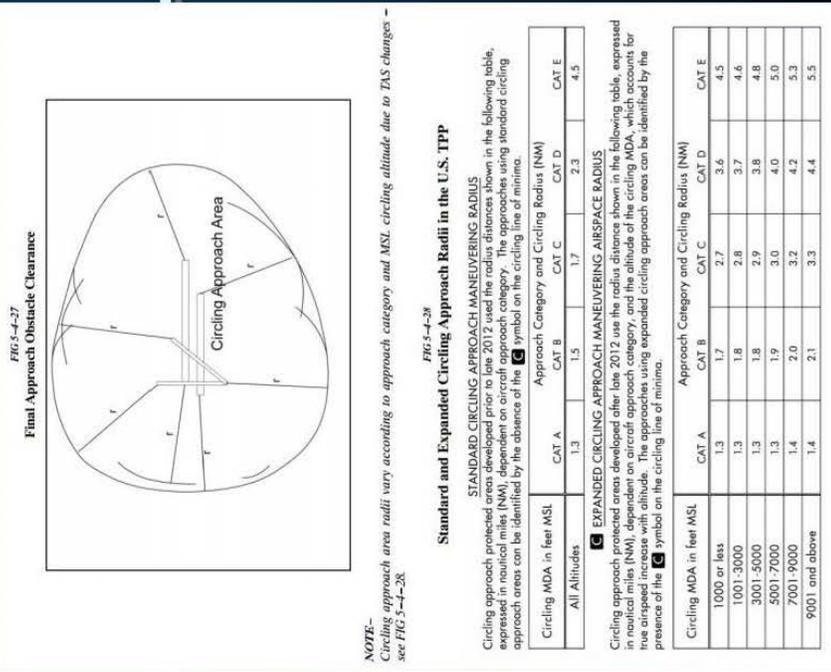 FIG 5-4-27
Final Approach Obstacle Clearance
r
r
r
r
Circling Approach Area
r
r
r
NOTE-
Circling approach area radii vary according to approach category and MSL circling altitude due to TAS changes -
see FIG 5-4-28.
FIG 5-4-28
Standard and Expanded Circling Approach Radii in the U.S. TPP
STANDARD CIRCLING APPROACH MANEUVERING RADIUS
Circling approach protected areas developed prior to late 2012 used the radius distances shown in the following table,
expressed in nautical miles (NM), dependent on aircraft approach category. The approaches using standard circling
approach areas can be identified by the absence of the C symbol on the circling line of minima.
Circling MDA in feet MSL Approach Category and Circling Radius (NM)
CAT A CAT B CAT C CAT D CAT E
All Altitudes 1.3 1.5 1.7 2.3 4.5
C EXPANDED CIRCLING APPROACH MANEUVERING AIRSPACE RADIUS
Circling approach protected areas developed after late 2012 use the radius distance shown in the following table, expressed
in nautical miles (NM), dependent on aircraft approach category, and the altitude of the circling MDA, which accounts for
true airspeed increase with altitude. The approaches using expanded circling approach areas can be identified by the
presence of the C symbol on the circling line of minima.
Circling MDA in feet MSL Approach Category and Circling Radius (NM)
CAT A CAT B CAT C CAT D CAT E
1000 or less 1.3 1.7 2.7 3.6 4.5
1001-3000 1.3 1.8 2.8 3.7 4.6
3001-5000 1.3 1.8 2.9 3.8 4.8
5001-7000 1.3 1.9 3.0 4.0 5.0
7001-9000 1.4 2.0 3.2 4.2 5.3
9001 and above 1.4 2.1 3.3 4.4 5.5